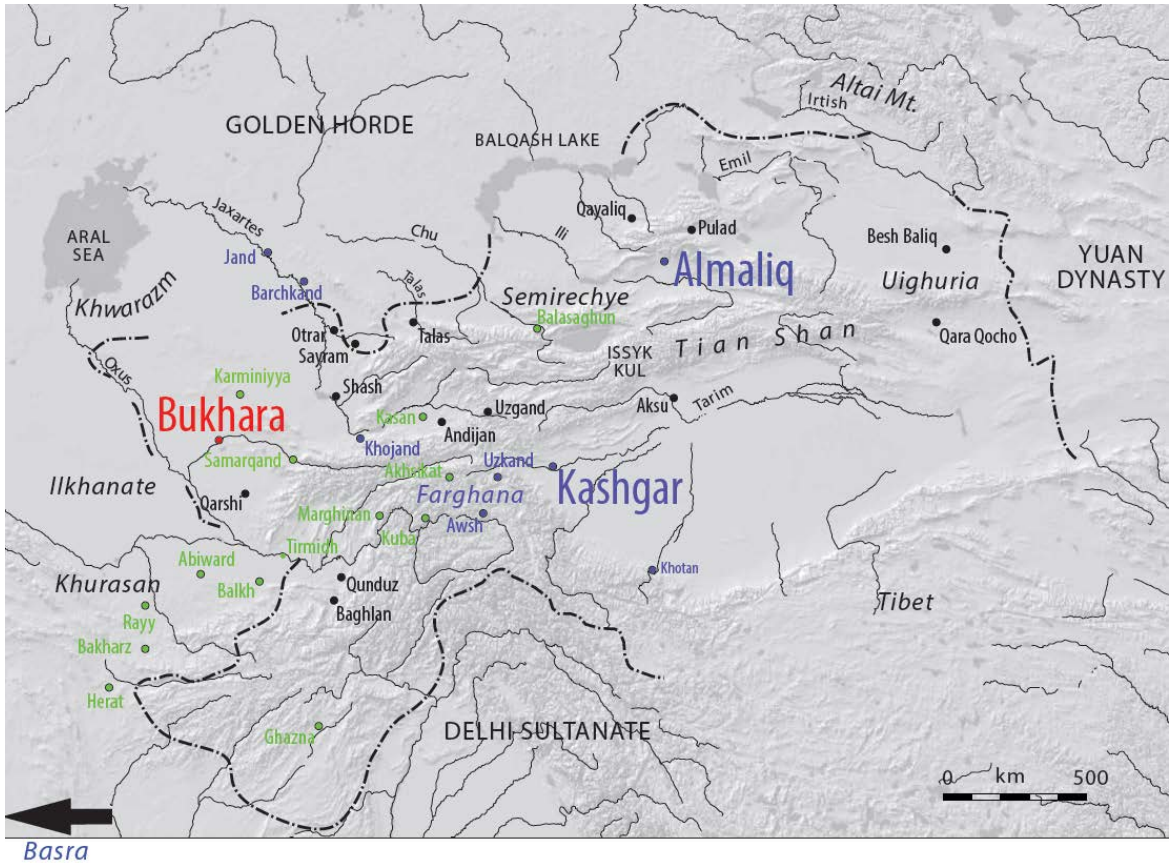 Altai Mt.
Irtish
GOLDEN HORDE
BALQASH LAKE
Emil
Jaxartes
Qayaliq
Pulad
ARAL
SEA
Chu
Ili
Besh Baliq
YUAN
DYNASTY
Jand
Almaliq
Barchkand
Talas
Semirechye
Uighuria
Khwarazm
Balasaghun
Otrar
Talas
Qara Qocho
Sayram
ISSYK
KUL
Tian Shan
Oxus
Karminiyya
Shash
Aksu
Tarim
Bukhara
Kasan
Uzgand
Andijan
Khojand
Samarqand
Akhsikat
Uzkand
Kashgar
Ilkhanate
Qarshi
Farghana
Marghinan
Kuba
Awsh
Tirmidh
Abiward
Khotan
Khurasan
Balkh
Qunduz
Baghlan
Tibet
Rayy
Bakharz
Herat
Ghazna
DELHI SULTANATE
0 km 500
Basra